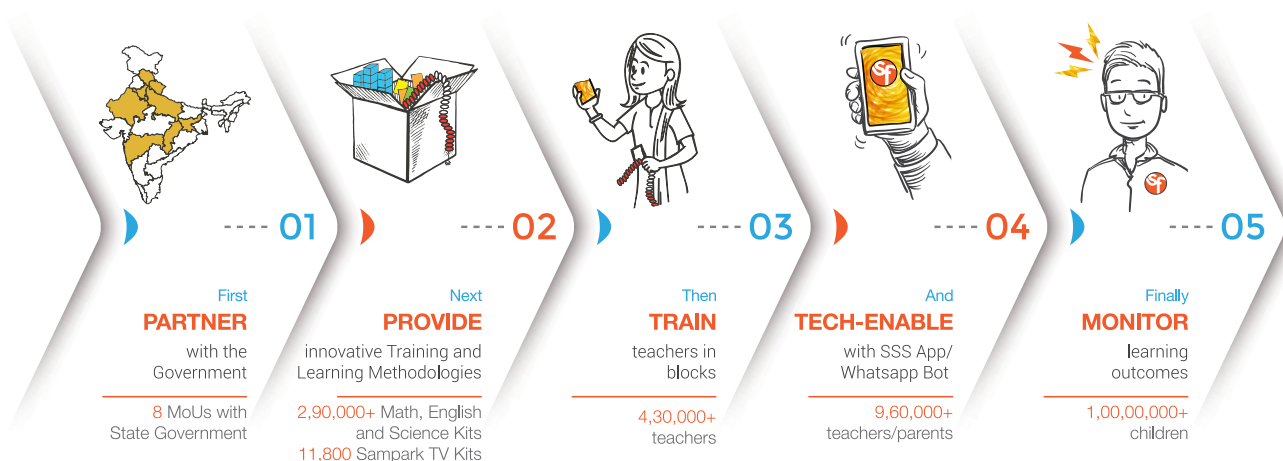 sf
sf
01
02
03
04
05
First
PARTNER
with the
Government
8 MoUs with
State Government
Next
PROVIDE
innovative Training and
Learning Methodologies
2,90,000+ Math, English
and Science Kits
11,800 Sampark TV Kits
Then
TRAIN
teachers in
blocks
4,30,000+
teachers
And
TECH-ENABLE
with SSS App/
Whatsapp Bot
9,60,000+
teachers/parents
Finally
MONITOR
learning
outcomes
1,00,00,000+
children